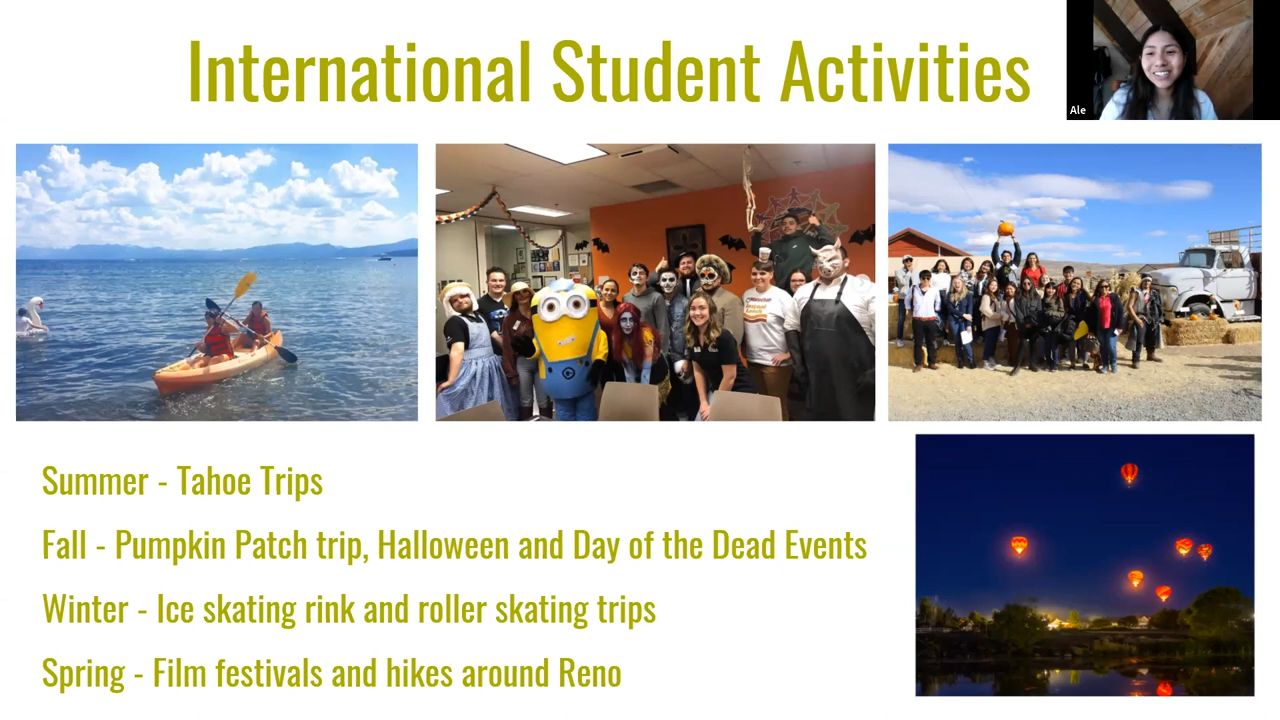 International Student Activities
Ale
Summer - Tahoe Trips
Fall - Pumpkin Patch trip, Halloween and Day of the Dead Events
Winter - Ice skating rink and roller skating trips
Spring - Film festivals and hikes around Reno